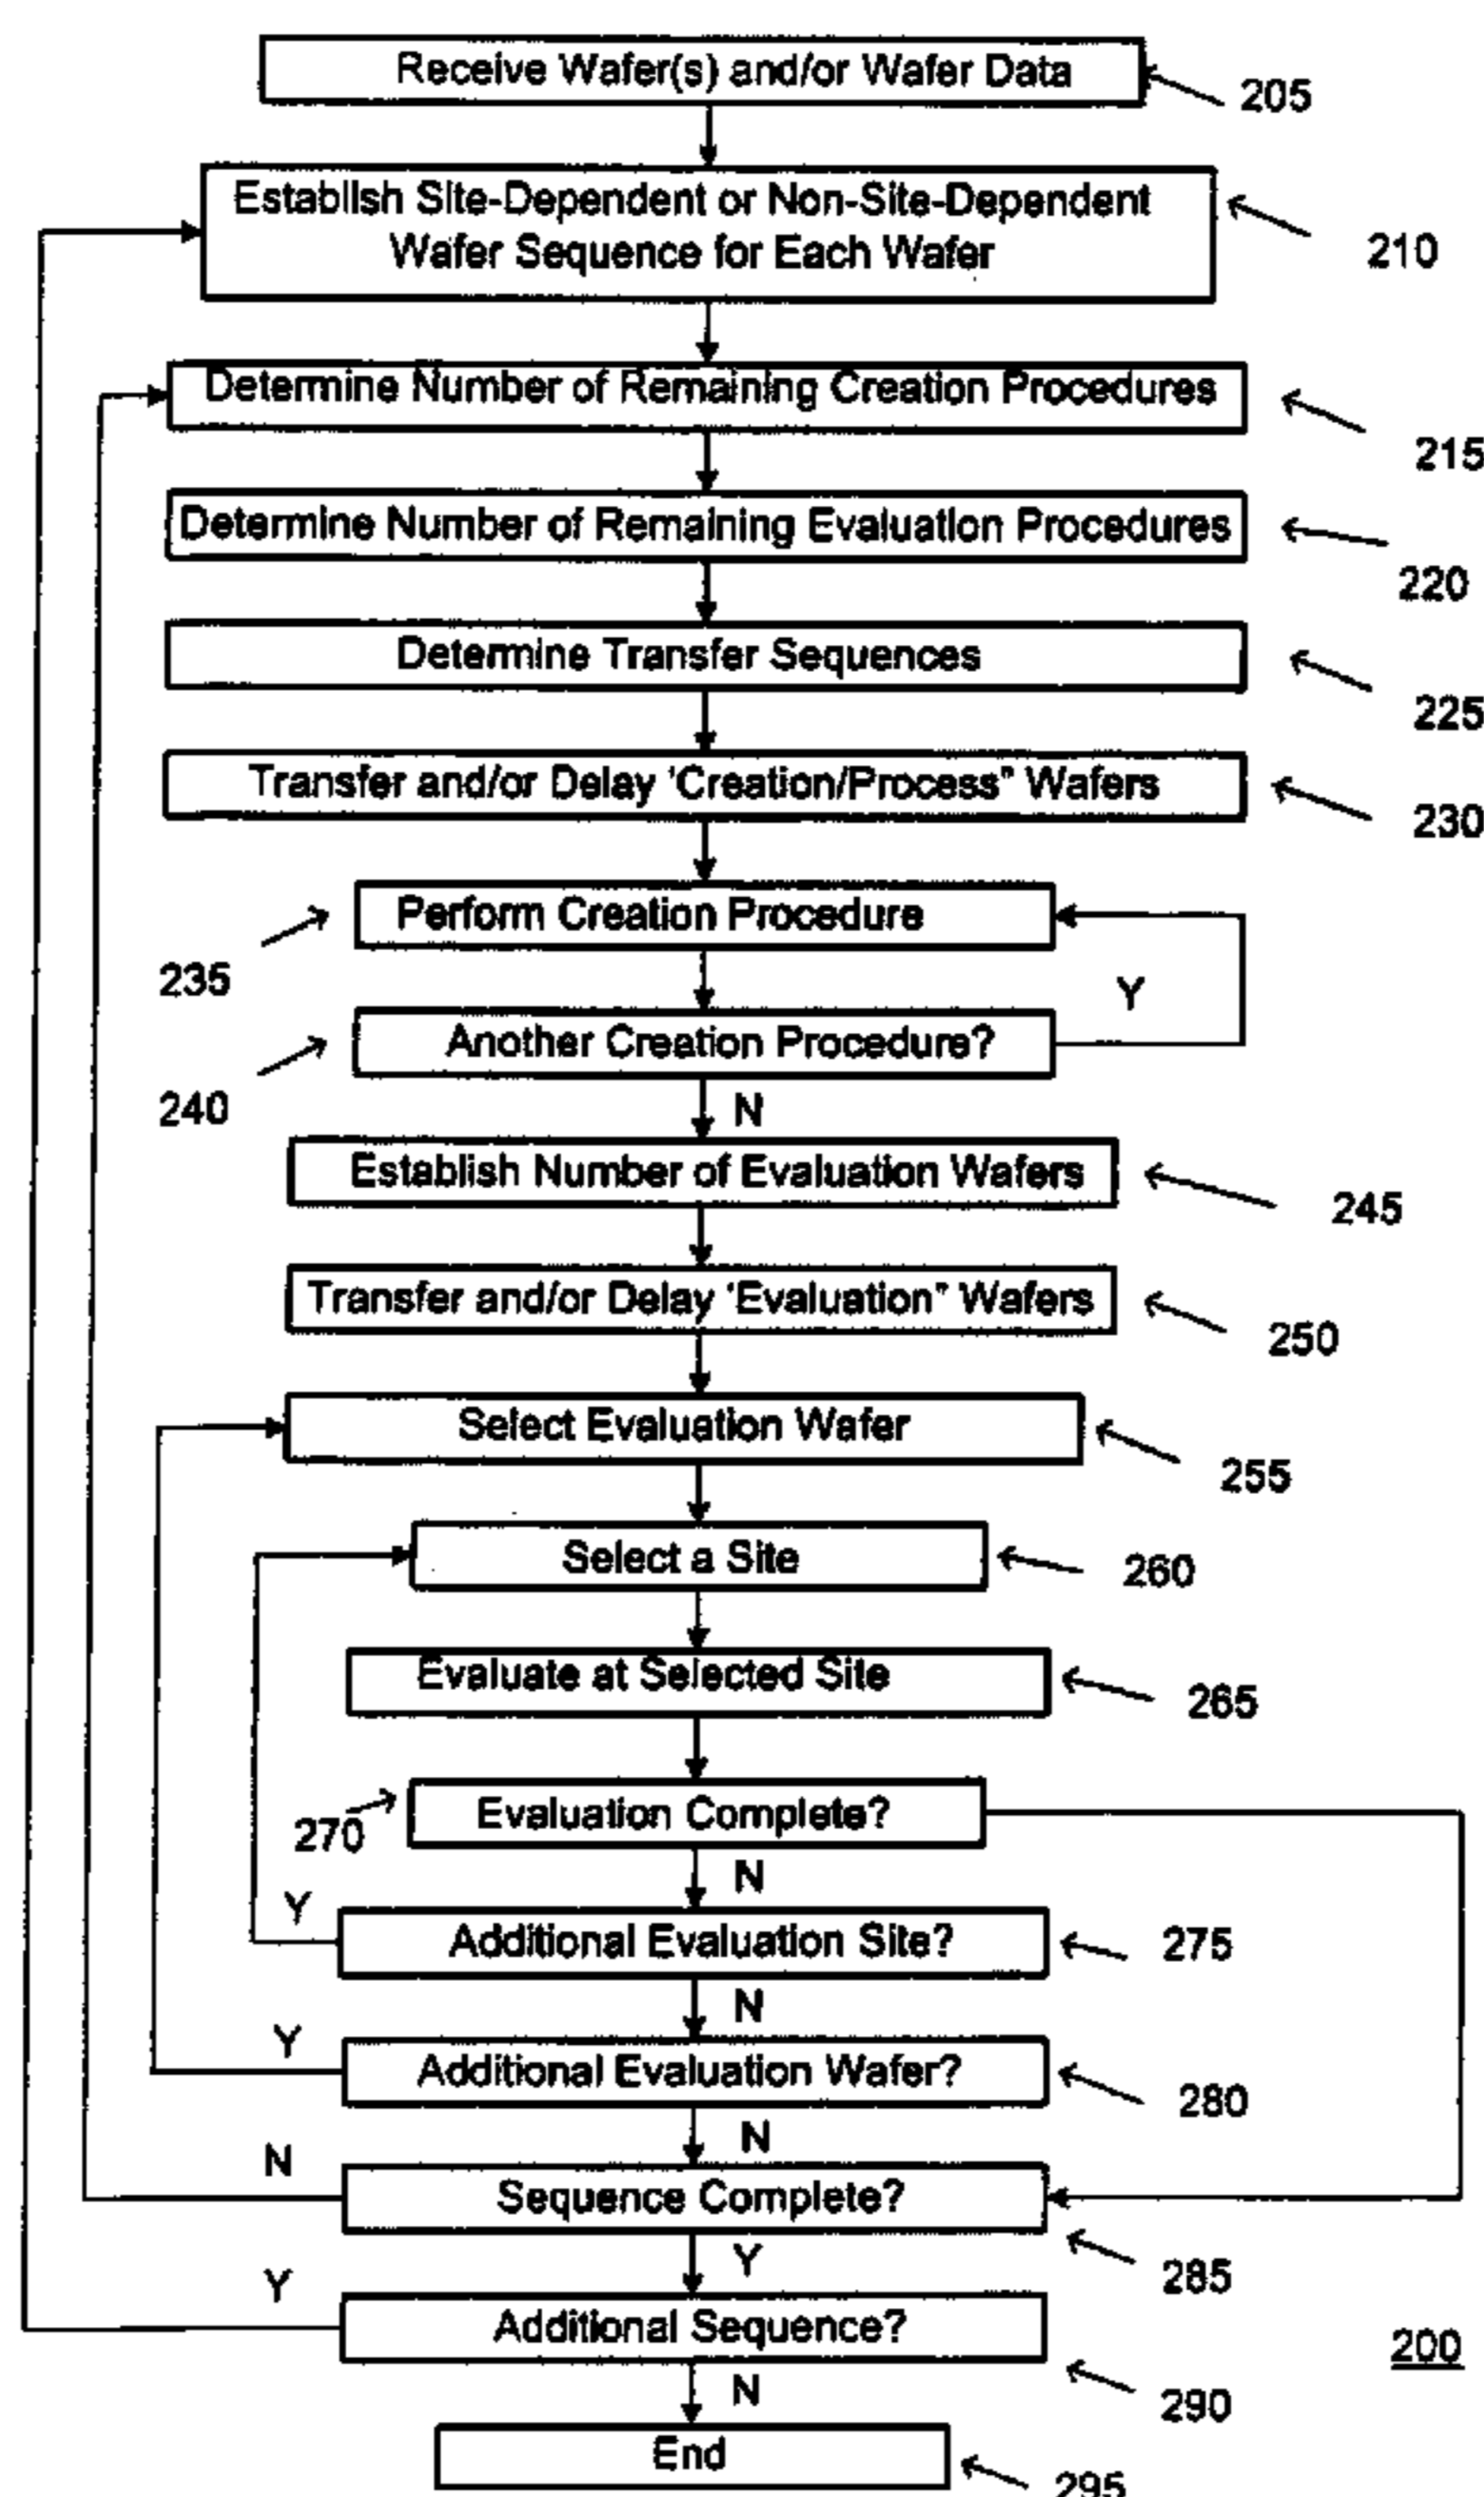 Receive Wafer(s) and/or Wafer Data
205
Establish Site-Dependent or Non-Site-Dependent
Wafer Sequence for Each Wafer
210
Determine Number of Remaining Creation Procedures
215
Determine Number of Remaining Evaluation Procedures
220
Determine Transfer Sequences
225
Transfer and/or Delay 'Creation/Process" Wafers
230
Perform Creation Procedure
235
Y
Another Creation Procedure?
240
N
Establish Number of Evaluation Wafers
245
Transfer and/or Delay 'Evaluation" Wafers
250
Select Evaluation Wafer
255
Select a Site
260
Evaluate at Selected Site
265
Evaluation Complete?
270
N
Y
Additional Evaluation Site?
275
N
Y
Additional Evaluation Wafer?
280
N
N
Sequence Complete?
285
Y
Y
Additional Sequence?
200
290
N
End
295